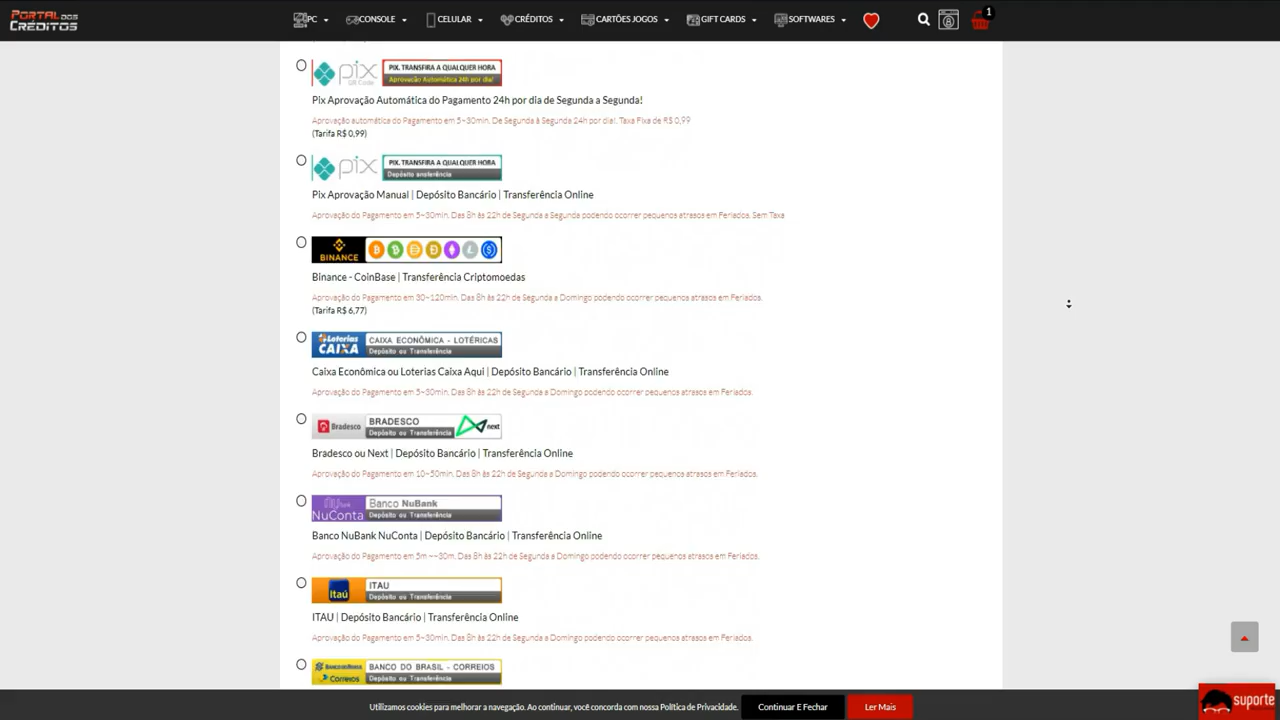 PORTAL DOS
CRÉDITOS
PC
CONSOLE
CELULAR
CRÉDITOS
CARTÕES JOGOS
GIFT CARDS
SOFTWARES
1
pix
QR Code
PIX. TRANSFIRA A QUALQUER HORA
Aprovação Automática 24h por dia!
Pix Aprovação Automática do Pagamento 24h por dia de Segunda a Segunda!
Aprovação automática do Pagamento em 5~30min. De Segunda à Segunda 24h por dia!. Taxa Fixa de R$ 0,99
(Tarifa R$ 0,99)
pix
PIX. TRANSFIRA A QUALQUER HORA
Pix Aprovação Manual | Depósito Bancário | Transferência Online
Aprovação do Pagamento em 5~30min. Das 8h às 22h de Segunda a Segunda podendo ocorrer pequenos atrasos em Feriados. Sem Taxa
BINANCE
Binance - CoinBase | Transferência Criptomoedas
Aprovação do Pagamento em 30~120min. Das 8h às 22h de Segunda a Domingo podendo ocorrer pequenos atrasos em Feriados.
(Tarifa R$ 6,77)
Loterias
CAIXA
CAIXA ECONÔMICA - LOTÉRICAS
Depósito ou Transferência
Caixa Econômica ou Loterias Caixa Aqui | Depósito Bancário | Transferência Online
Aprovação do Pagamento em 5~30min. Das 8h às 22h de Segunda a Domingo podendo ocorrer pequenos atrasos em Feriados.
Bradesco
BRADESCO
Depósito ou Transferência
next
Bradesco ou Next | Depósito Bancário | Transferência Online
Aprovação do Pagamento em 10~50min. Das 8h às 22h de Segunda a Domingo podendo ocorrer pequenos atrasos em Feriados.
NuConta
Banco NuBank
Depósito ou Transferência
Banco NuBank NuConta | Depósito Bancário | Transferência Online
Aprovação do Pagamento em 5m ~~30m. Das 8h às 22h de Segunda a Domingo podendo ocorrer pequenos atrasos em Feriados.
Itaú
ITAU
Depósito ou Transferência
ITAU | Depósito Bancário | Transferência Online
Aprovação do Pagamento em 5~30min. Das 8h às 22h de Segunda a Domingo podendo ocorrer pequenos atrasos em Feriados.
BANCO DO BRASIL
Correios
BANCO DO BRASIL - CORREIOS
Depósito ou Transferência
Utilizamos cookies para melhorar a navegação. Ao continuar, você concorda com nossa Política de Privacidade.
Continuar E Fechar
Ler Mais
suporte